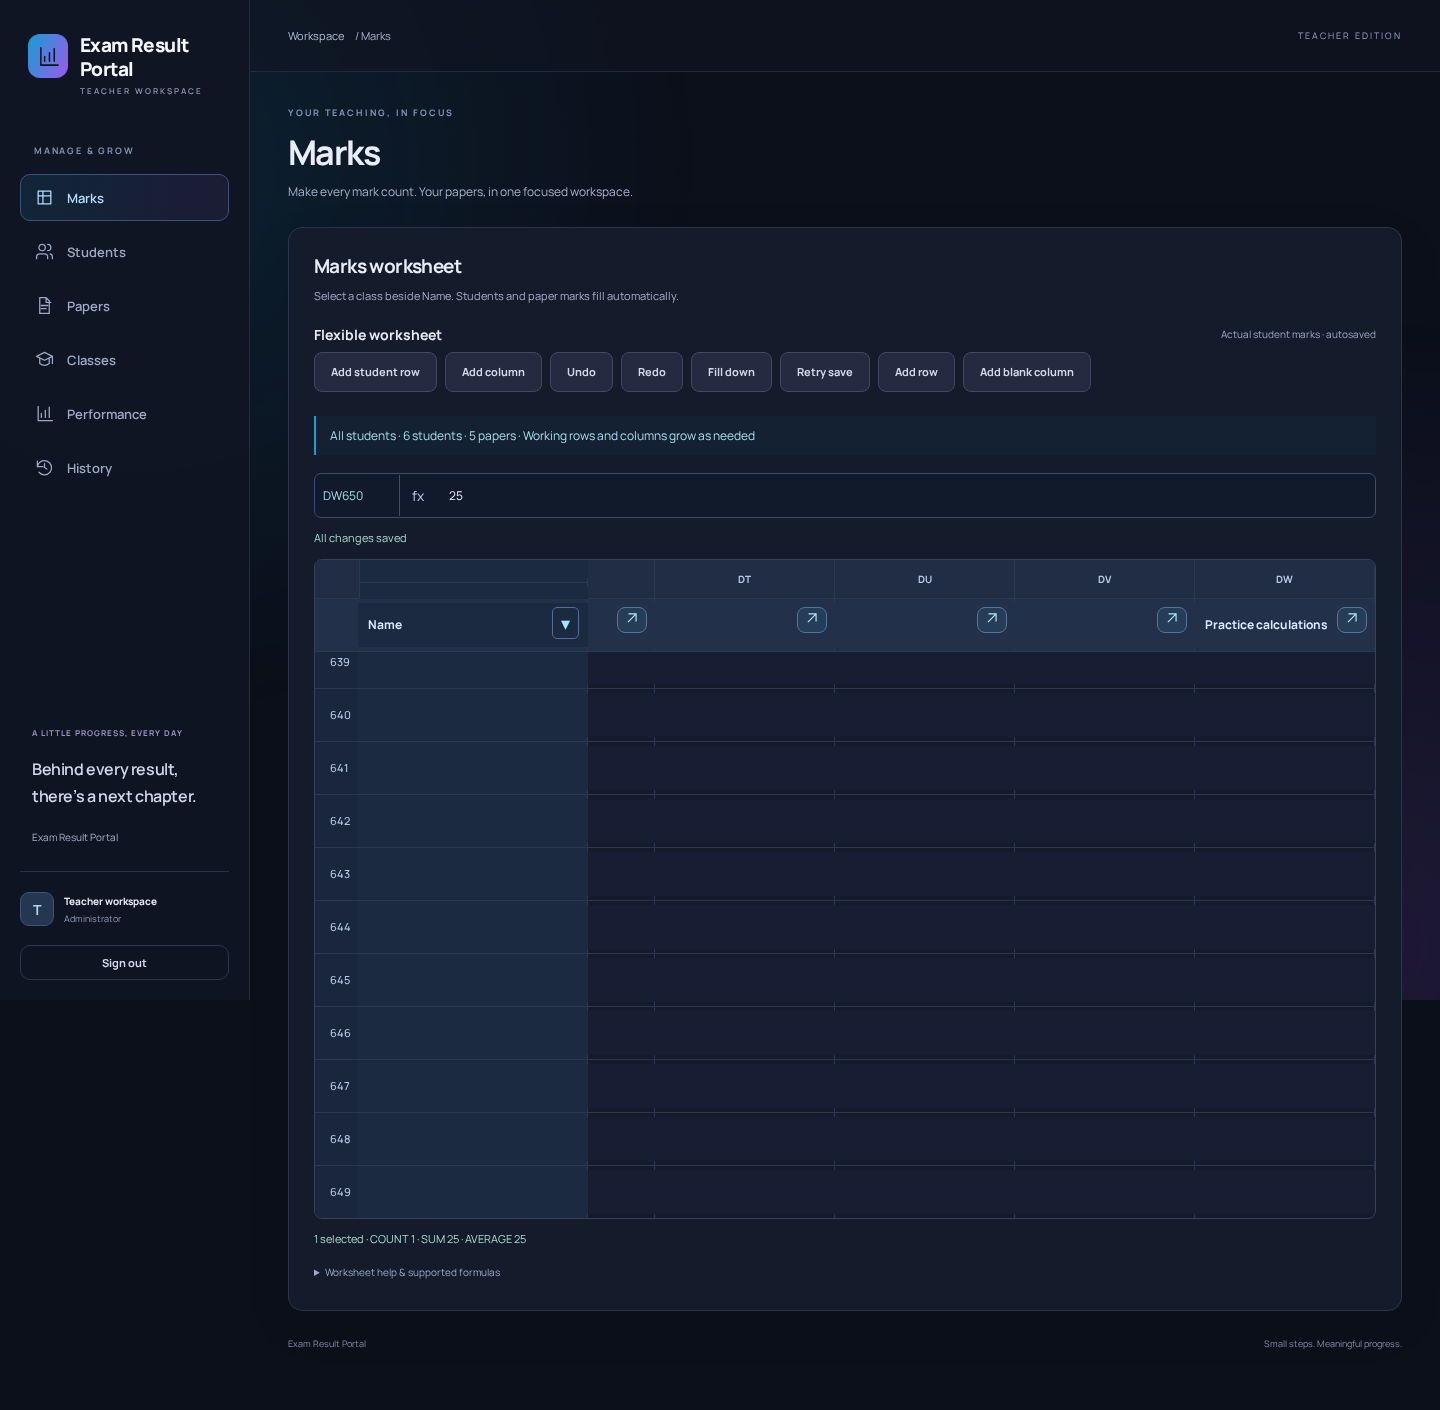 Exam Result
Portal
TEACHER WORKSPACE
MANAGE & GROW
Marks
Students
Papers
Classes
Performance
History
A LITTLE PROGRESS, EVERY DAY
Behind every result,
there's a next chapter.
Exam Result Portal
T
Teacher workspace
Administrator
Sign out
Workspace / Marks
TEACHER EDITION
YOUR TEACHING, IN FOCUS
Marks
Make every mark count. Your papers, in one focused workspace.
Marks worksheet
Select a class beside Name. Students and paper marks fill automatically.
Flexible worksheet
Actual student marks · autosaved
Add student row Add column Undo Redo Fill down Retry save Add row Add blank column
All students · 6 students · 5 papers · Working rows and columns grow as needed
DW650 fx 25
All changes saved
DT DU DV DW
Name Practice calculations
639
640
641
642
643
644
645
646
647
648
649
1 selected · COUNT 1 · SUM 25 · AVERAGE 25
Worksheet help & supported formulas
Exam Result Portal
Small steps. Meaningful progress.